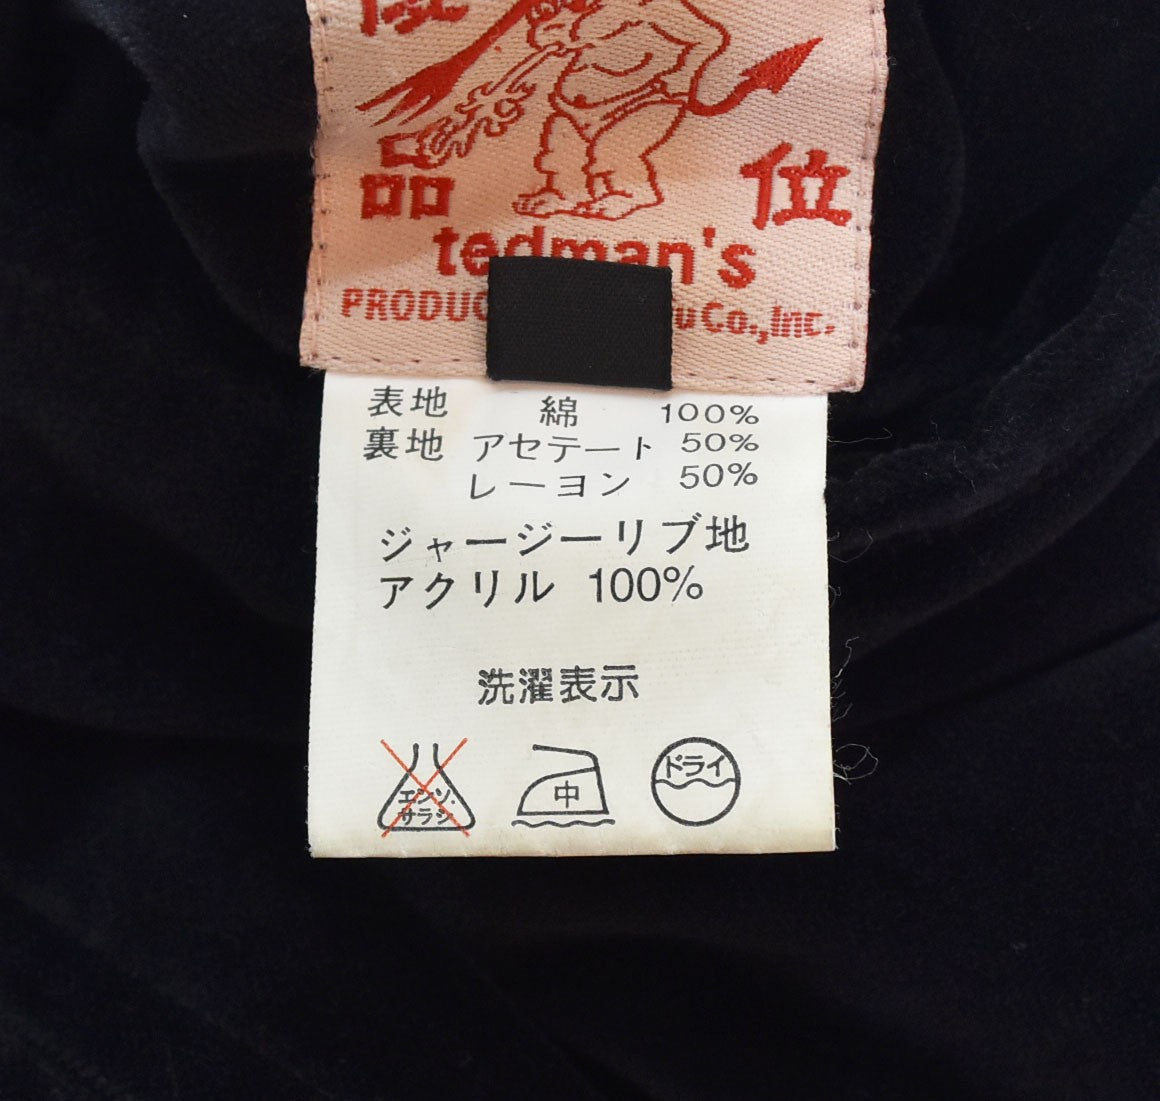 品 位
tedman's
PRODUC uCo.,Inc.
表地 綿 100%
裏地 アセテート 50%
レーヨン 50%
ジャージーリブ地
アクリル 100%
洗濯表示
エンソ・サラシ 中 ドライ